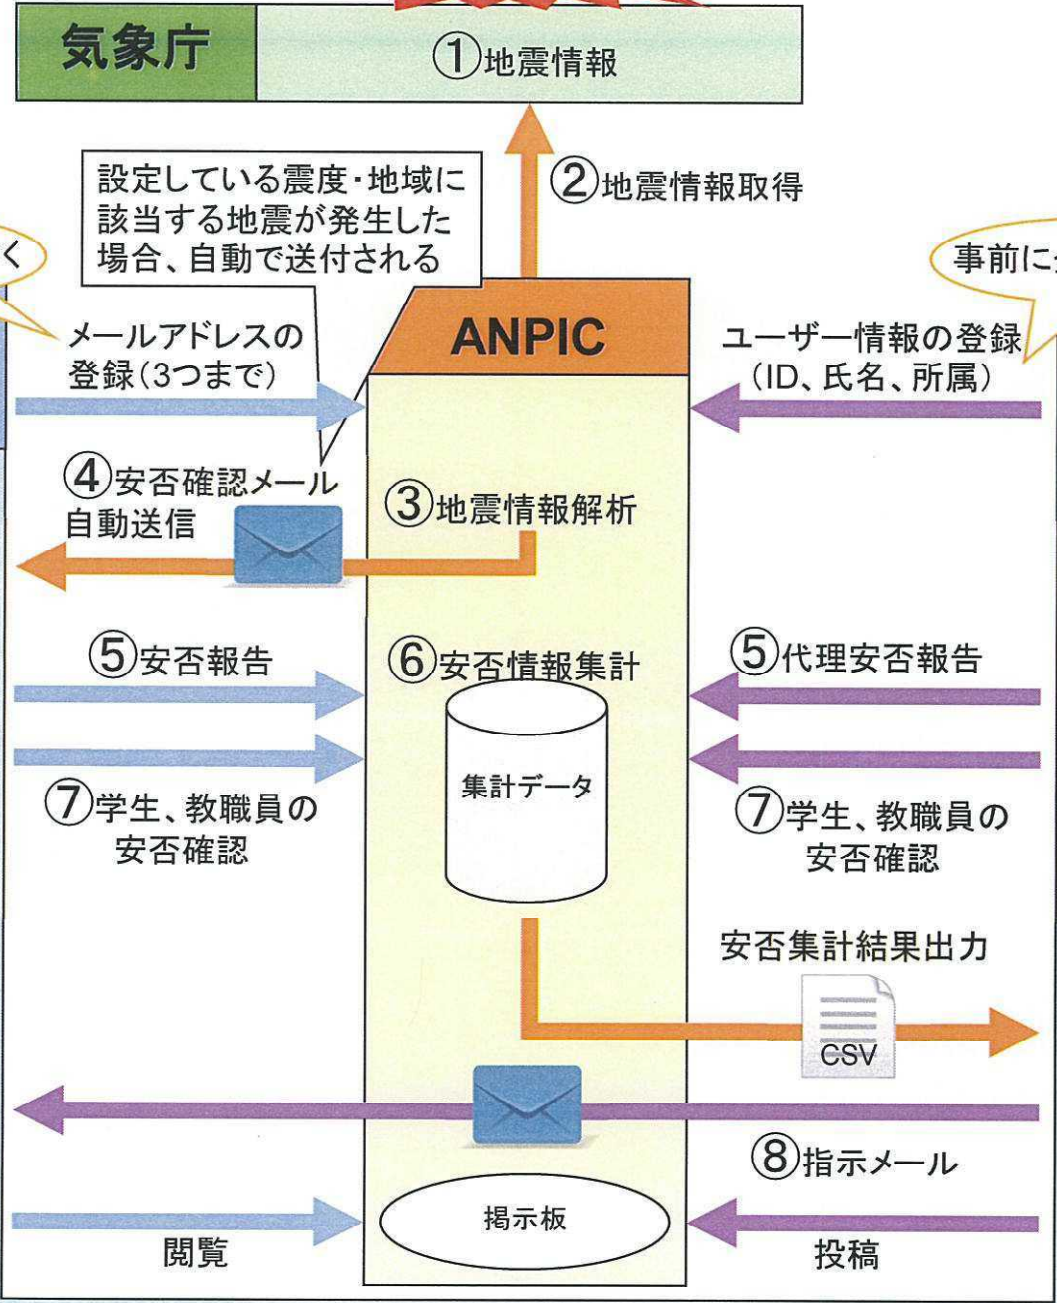 気象庁
①地震情報
②地震情報取得
設定している震度・地域に
該当する地震が発生した
場合、自動で送付される
く
事前に
ANPIC
メールアドレスの
登録(3つまで)
ユーザー情報の登録
(ID、氏名、所属)
④安否確認メール
自動送信
③地震情報解析
⑤安否報告
⑥安否情報集計
⑤代理安否報告
集計データ
⑦学生、教職員の
安否確認
⑦学生、教職員の
安否確認
安否集計結果出力
CSV
⑧指示メール
掲示板
閲覧
投稿